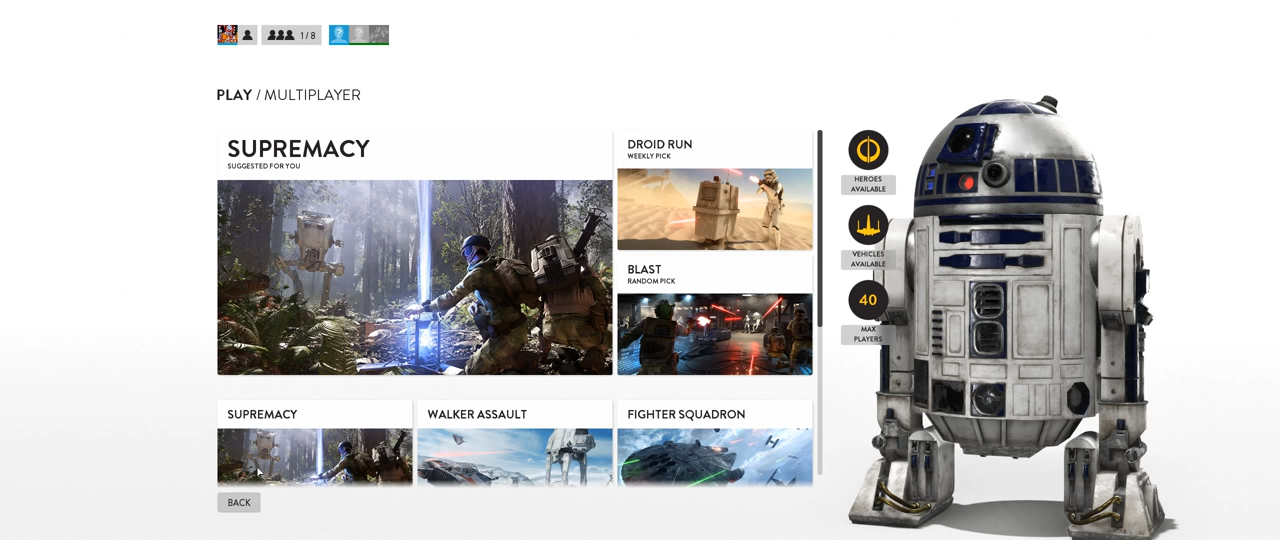 1 / 8
PLAY / MULTIPLAYER
SUPREMACY
SUGGESTED FOR YOU
DROID RUN
WEEKLY PICK
BLAST
RANDOM PICK
HEROES
AVAILABLE
VEHICLES
AVAILABLE
40
MAX
PLAYERS
SUPREMACY
WALKER ASSAULT
FIGHTER SQUADRON
BACK